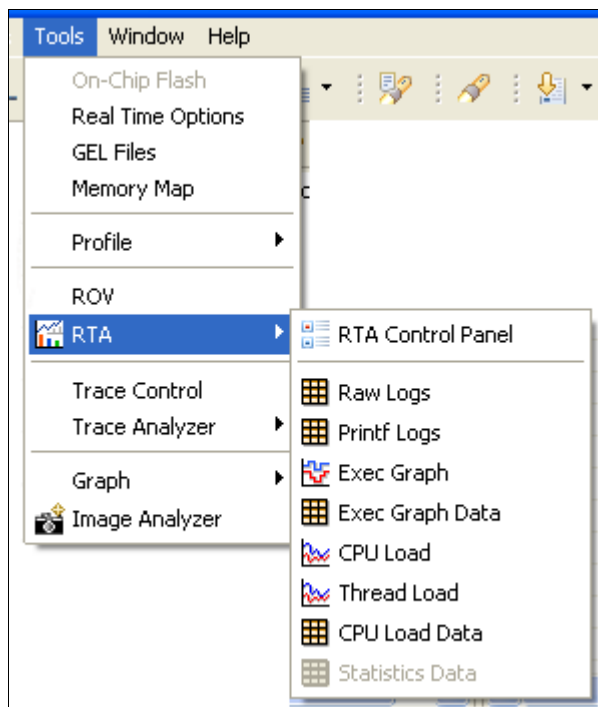 Tools Window Help
On-Chip Flash
Real Time Options
GEL Files
Memory Map
Profile
ROV
RTA
Trace Control
Trace Analyzer
Graph
Image Analyzer
RTA Control Panel
Raw Logs
Printf Logs
Exec Graph
Exec Graph Data
CPU Load
Thread Load
CPU Load Data
Statistics Data